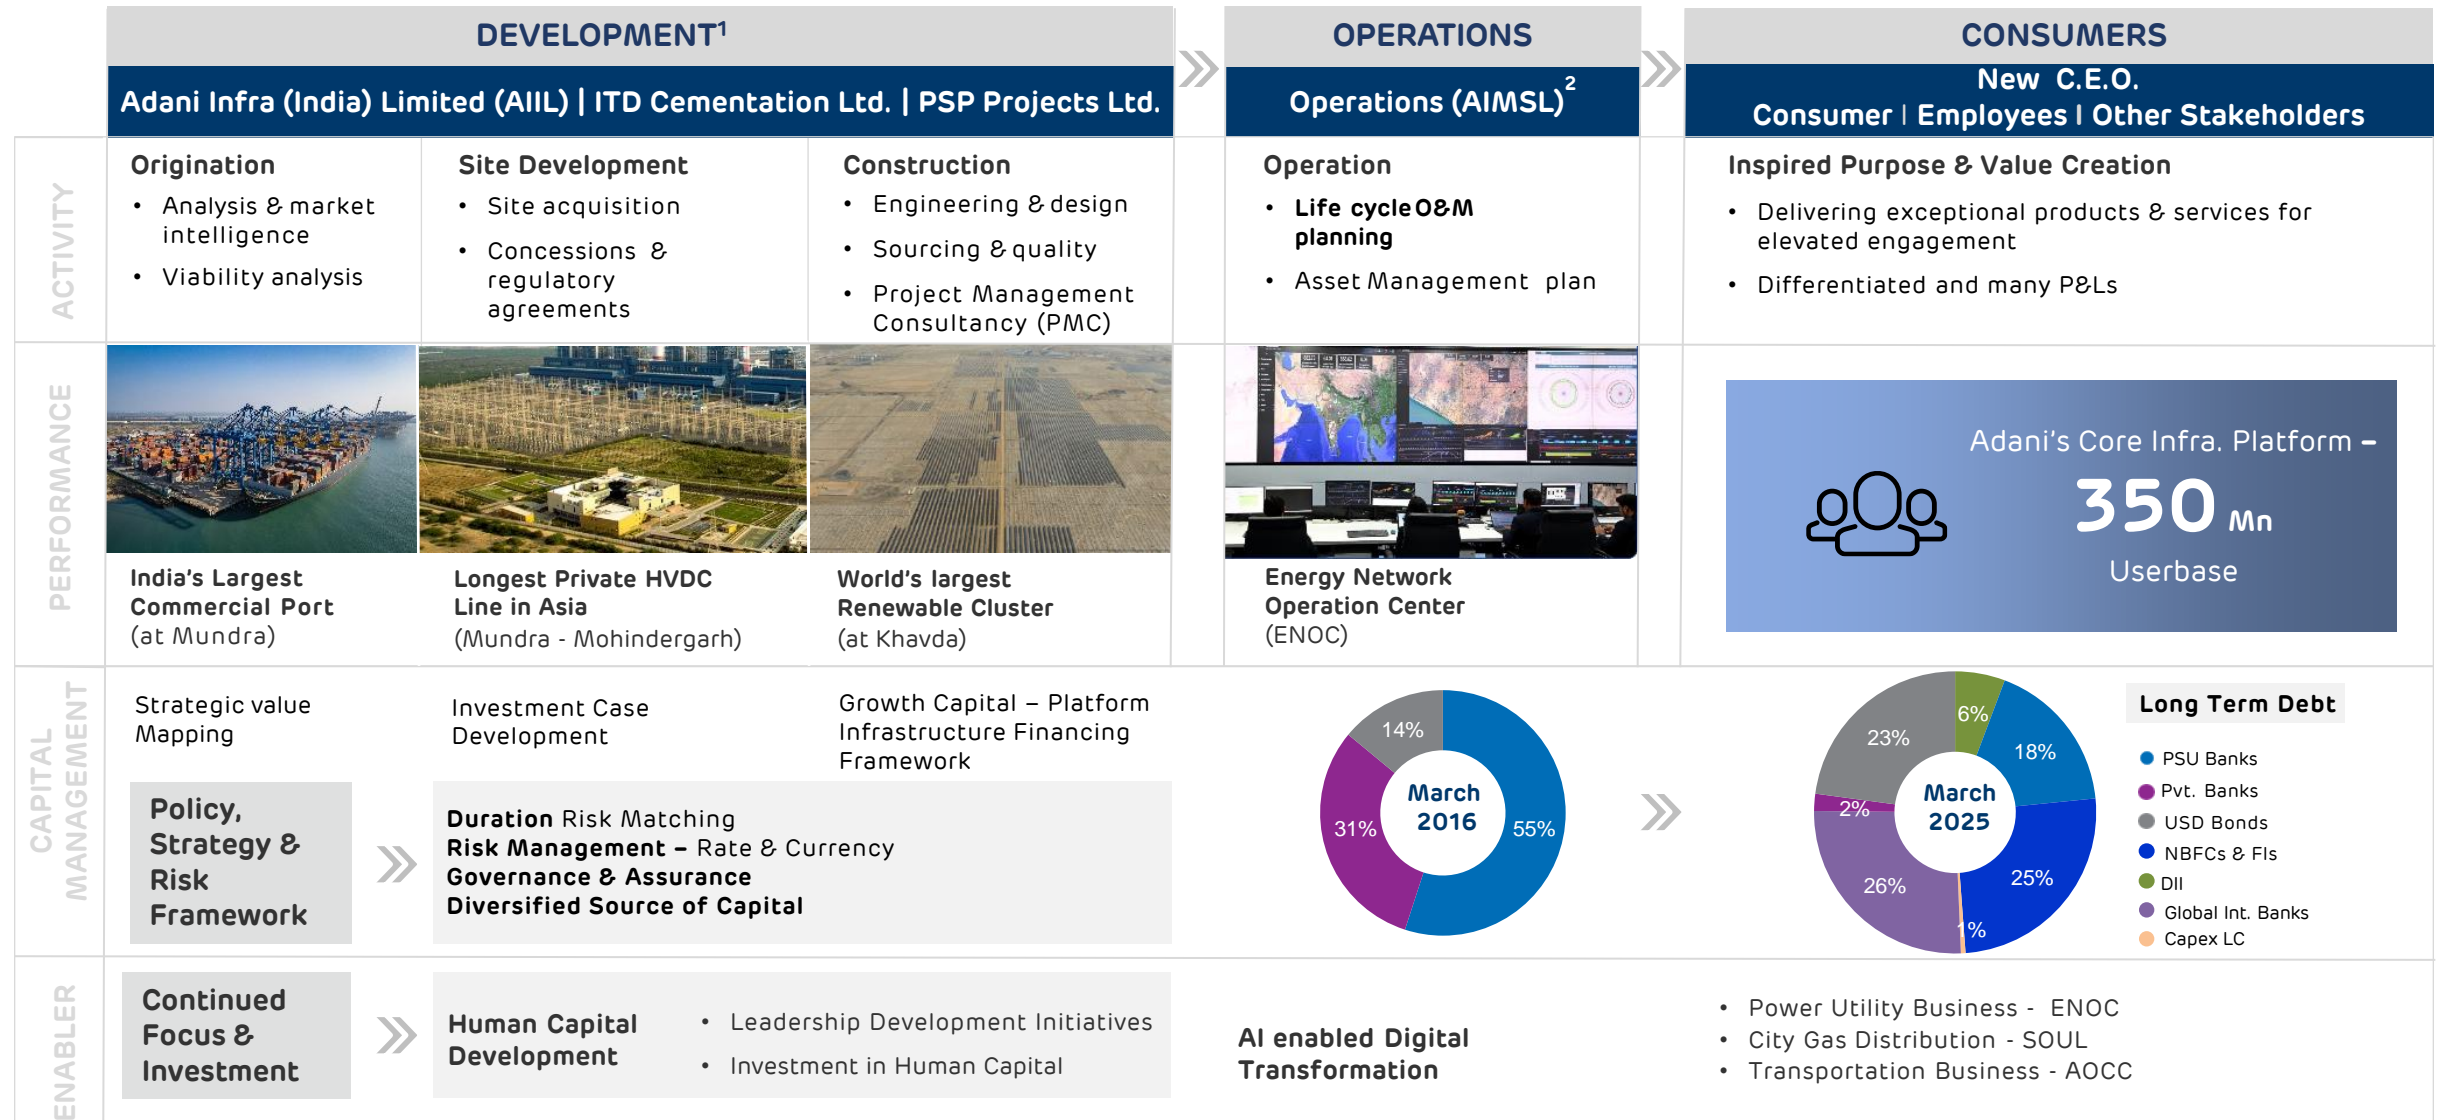 DEVELOPMENT¹
OPERATIONS
CONSUMERS
Adani Infra (India) Limited (AIIL) | ITD Cementation Ltd. | PSP Projects Ltd.
Operations (AIMSL)²
New C.E.O.
Consumer | Employees | Other Stakeholders
ACTIVITY
Origination
• Analysis & market
intelligence
• Viability analysis
Site Development
• Site acquisition
• Concessions &
regulatory
agreements
Construction
• Engineering & design
• Sourcing & quality
• Project Management
Consultancy (PMC)
Operation
• Life cycle O&M
planning
• Asset Management plan
Inspired Purpose & Value Creation
• Delivering exceptional products & services for
elevated engagement
• Differentiated and many P&Ls
PERFORMANCE
India's Largest
Commercial Port
(at Mundra)
Longest Private HVDC
Line in Asia
(Mundra - Mohindergarh)
World's largest
Renewable Cluster
(at Khavda)
Energy Network
Operation Center
(ENOC)
Adani's Core Infra. Platform –
350 Mn
Userbase
CAPITAL
MANAGEMENT
Strategic value
Mapping
Investment Case
Development
Growth Capital – Platform
Infrastructure Financing
Framework
Policy,
Strategy &
Risk
Framework
Duration Risk Matching
Risk Management – Rate & Currency
Governance & Assurance
Diversified Source of Capital
14%
31%
55%
March
2016
6%
18%
23%
2%
26%
25%
1%
March
2025
Long Term Debt
PSU Banks
Pvt. Banks
USD Bonds
NBFCs & FIs
DII
Global Int. Banks
Capex LC
ENABLER
Continued
Focus &
Investment
Human Capital
Development
• Leadership Development Initiatives
• Investment in Human Capital
AI enabled Digital
Transformation
• Power Utility Business - ENOC
• City Gas Distribution - SOUL
• Transportation Business - AOCC